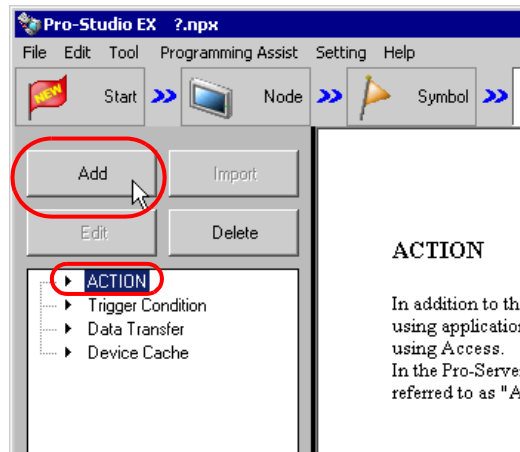 Pro-Studio EX ?.npx
File Edit Tool Programming Assist Setting Help
NEW Start Node Symbol
Add Import
Edit Delete
ACTION
Trigger Condition
Data Transfer
Device Cache
ACTION
In addition to th
using application
using Access.
In the Pro-Server
referred to as "A